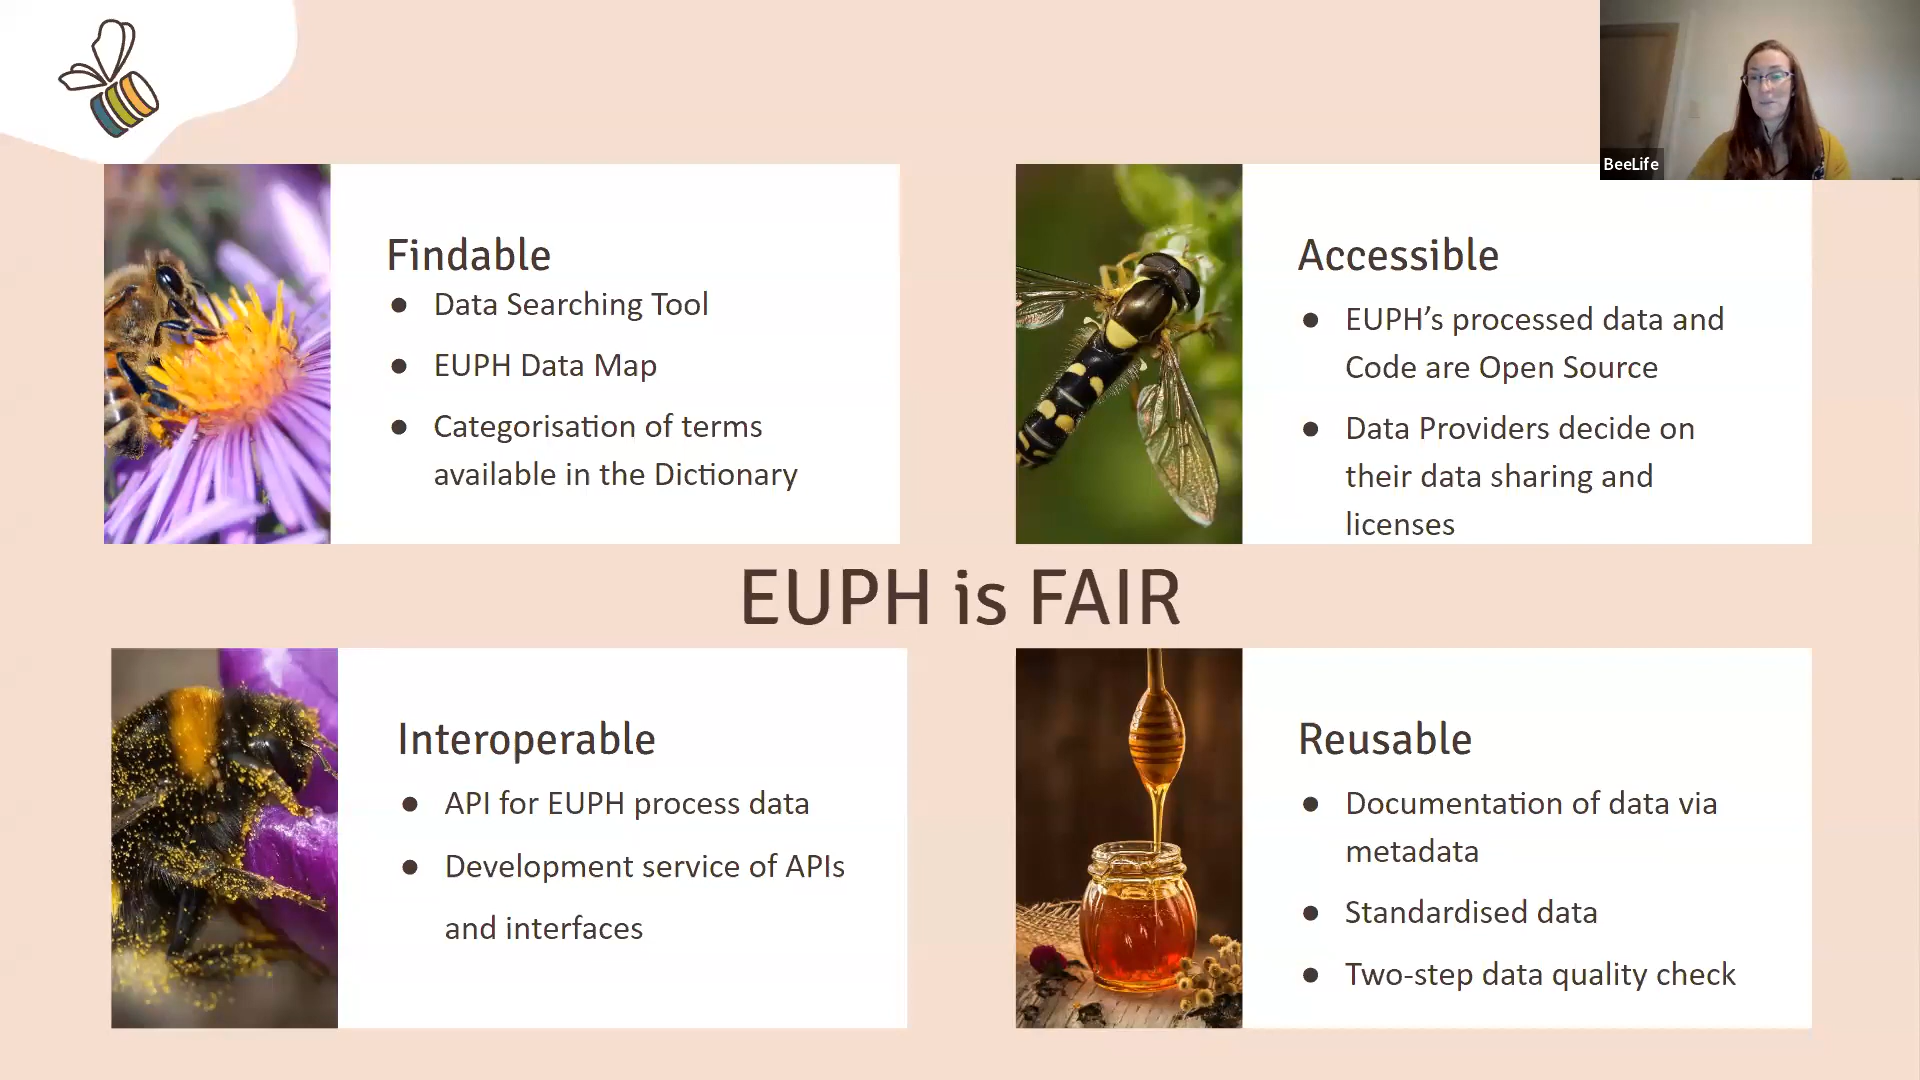 BeeLife
Findable
● Data Searching Tool
● EUPH Data Map
● Categorisation of terms
available in the Dictionary
Accessible
● EUPH’s processed data and
Code are Open Source
● Data Providers decide on
their data sharing and
licenses
EUPH is FAIR
Interoperable
● API for EUPH process data
● Development service of APIs
and interfaces
Reusable
● Documentation of data via
metadata
● Standardised data
● Two-step data quality check